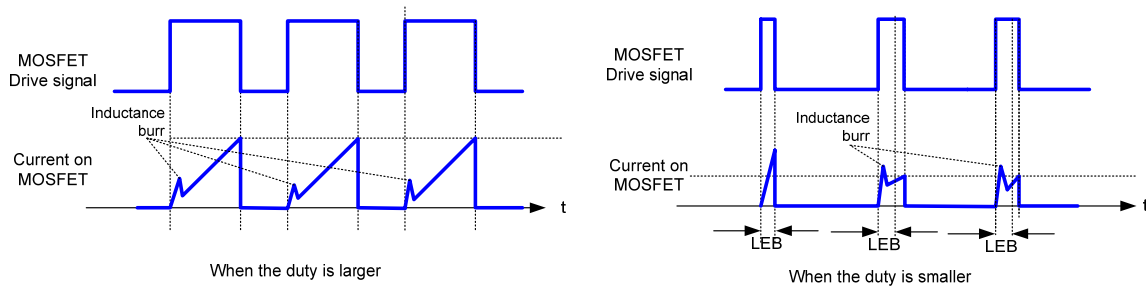 MOSFET
Drive signal
Inductance
burr
Current on
MOSFET
t
When the duty is larger
MOSFET
Drive signal
Inductance
burr
Current on
MOSFET
t
LEB
LEB
LEB
When the duty is smaller